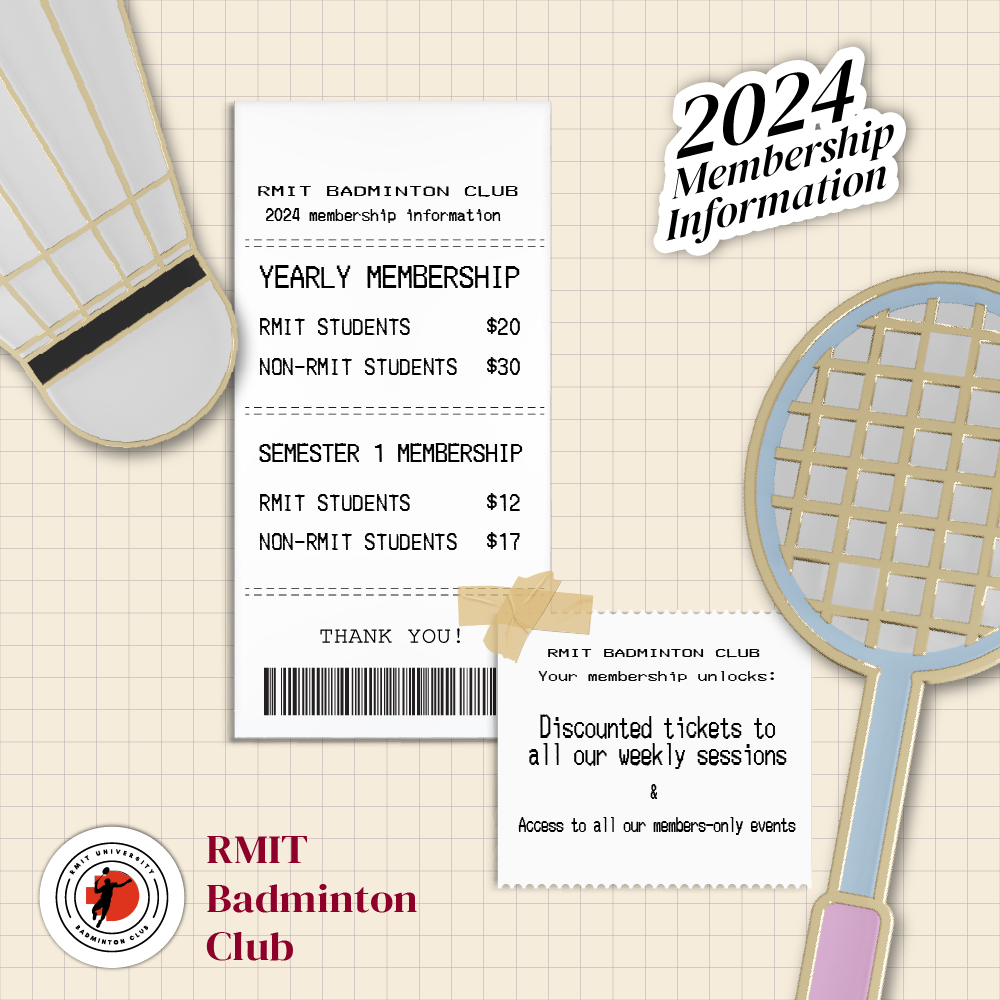 2024
Membership
Information
RMIT BADMINTON CLUB
2024 membership information
YEARLY MEMBERSHIP
RMIT STUDENTS $20
NON-RMIT STUDENTS $30
SEMESTER 1 MEMBERSHIP
RMIT STUDENTS $12
NON-RMIT STUDENTS $17
THANK YOU!
RMIT BADMINTON CLUB
Your membership unlocks:
Discounted tickets to
all our weekly sessions
&
Access to all our members-only events
RMIT UNIVERSITY
BADMINTON CLUB
RMIT
Badminton
Club